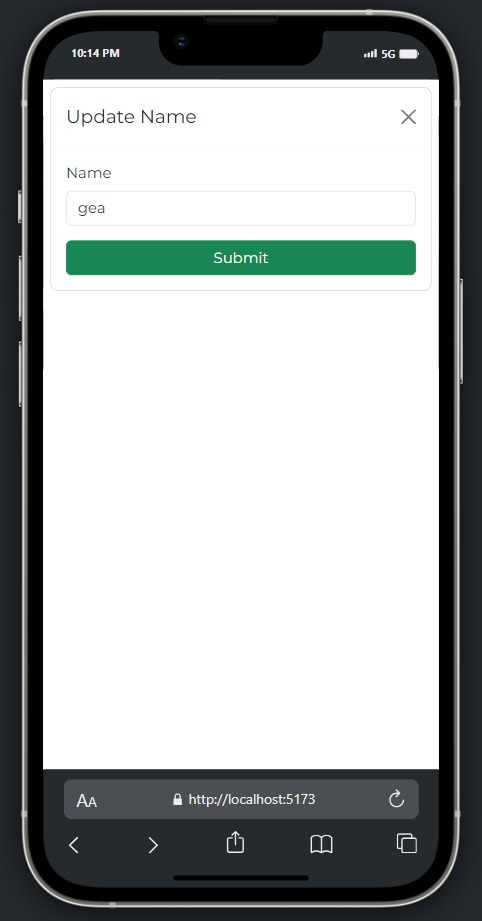 10:14 PM
5G
Update Name
Name
gea
Submit
AA
http://localhost:5173